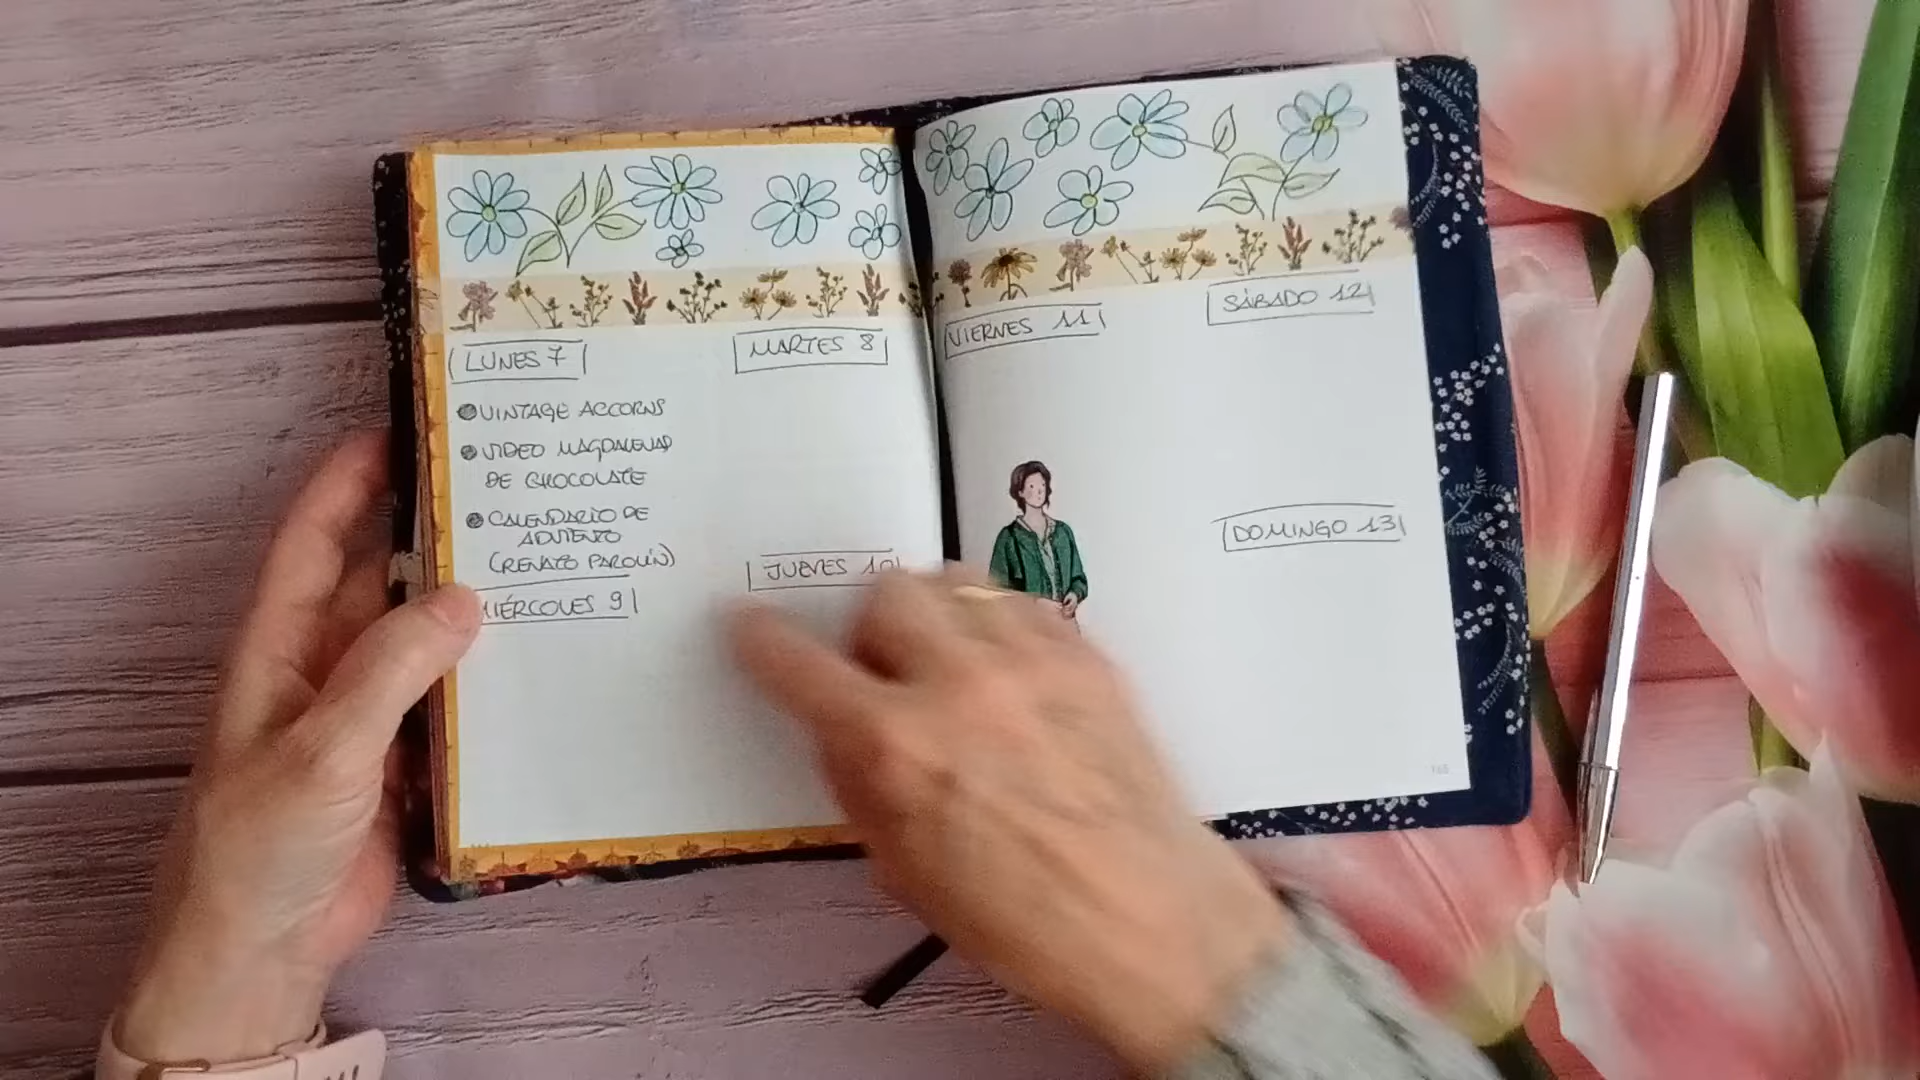 LUNES 7
● VINTAGE ACCORNS
● VIDEO MAGDALENAS
DE CHOCOLATE
● CALENDARIO DE
ADVIENTO
(RENATO PAROLIN)
MIÉRCOLES 9
MARTES 8
JUEVES 10
VIERNES 11
SÁBADO 12
DOMINGO 13